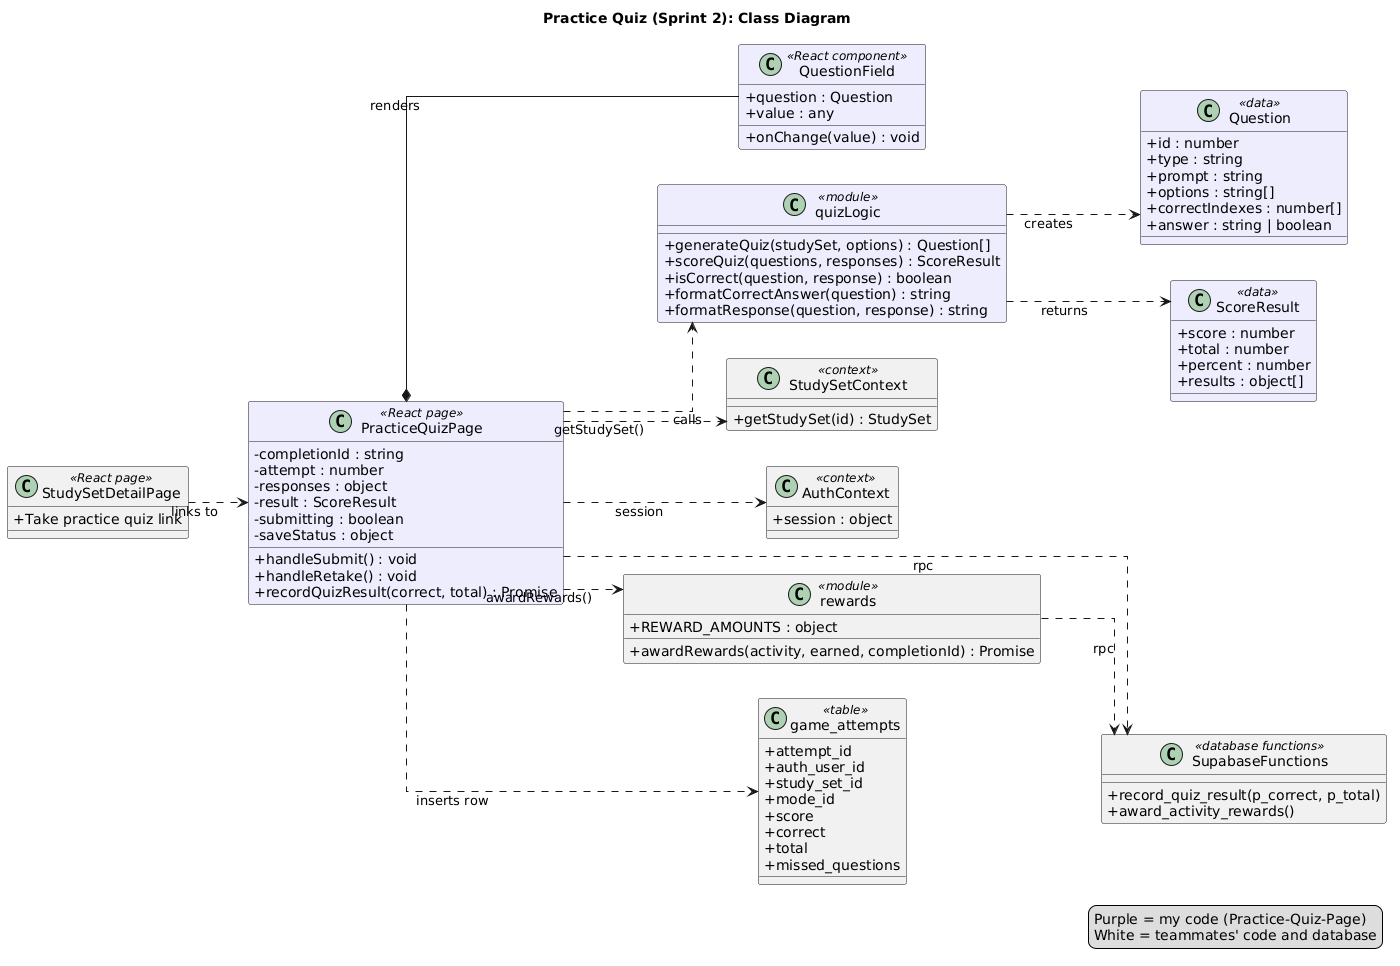 Practice Quiz (Sprint 2): Class Diagram
C
«React component»
QuestionField
+question : Question
+value : any
+onChange(value) : void
renders
C
«data»
Question
+id : number
+type : string
+prompt : string
+options : string[]
+correctIndexes : number[]
+answer : string | boolean
C
«module»
quizLogic
+generateQuiz(studySet, options) : Question[]
+scoreQuiz(questions, responses) : ScoreResult
+isCorrect(question, response) : boolean
+formatCorrectAnswer(question) : string
+formatResponse(question, response) : string
creates
returns
C
«data»
ScoreResult
+score : number
+total : number
+percent : number
+results : object[]
C
«context»
StudySetContext
+getStudySet(id) : StudySet
calls
getStudySet()
C
«React page»
PracticeQuizPage
-completionId : string
-attempt : number
-responses : object
-result : ScoreResult
-submitting : boolean
-saveStatus : object
+handleSubmit() : void
+handleRetake() : void
+recordQuizResult(correct, total) : Promise
C
«React page»
StudySetDetailPage
+Take practice quiz link
links to
C
«context»
AuthContext
+session : object
session
rpc
awardRewards()
C
«module»
rewards
+REWARD_AMOUNTS : object
+awardRewards(activity, earned, completionId) : Promise
rpc
C
«table»
game_attempts
+attempt_id
+auth_user_id
+study_set_id
+mode_id
+score
+correct
+total
+missed_questions
inserts row
C
«database functions»
SupabaseFunctions
+record_quiz_result(p_correct, p_total)
+award_activity_rewards()
Purple = my code (Practice-Quiz-Page)
White = teammates' code and database